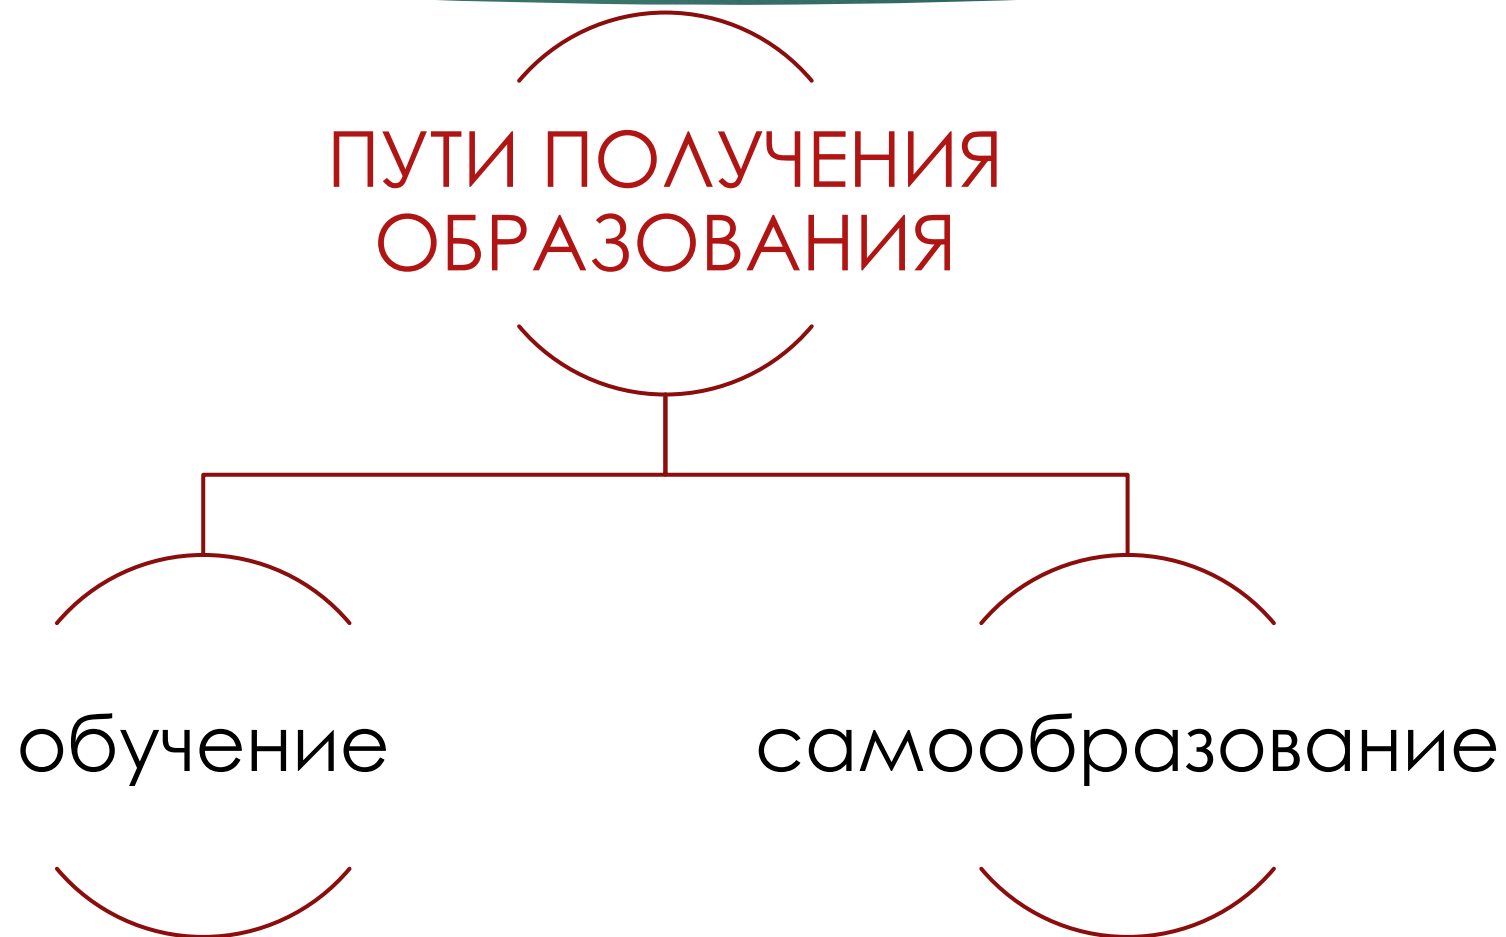 ПУТИ ПОЛУЧЕНИЯ
ОБРАЗОВАНИЯ
обучение
самообразование